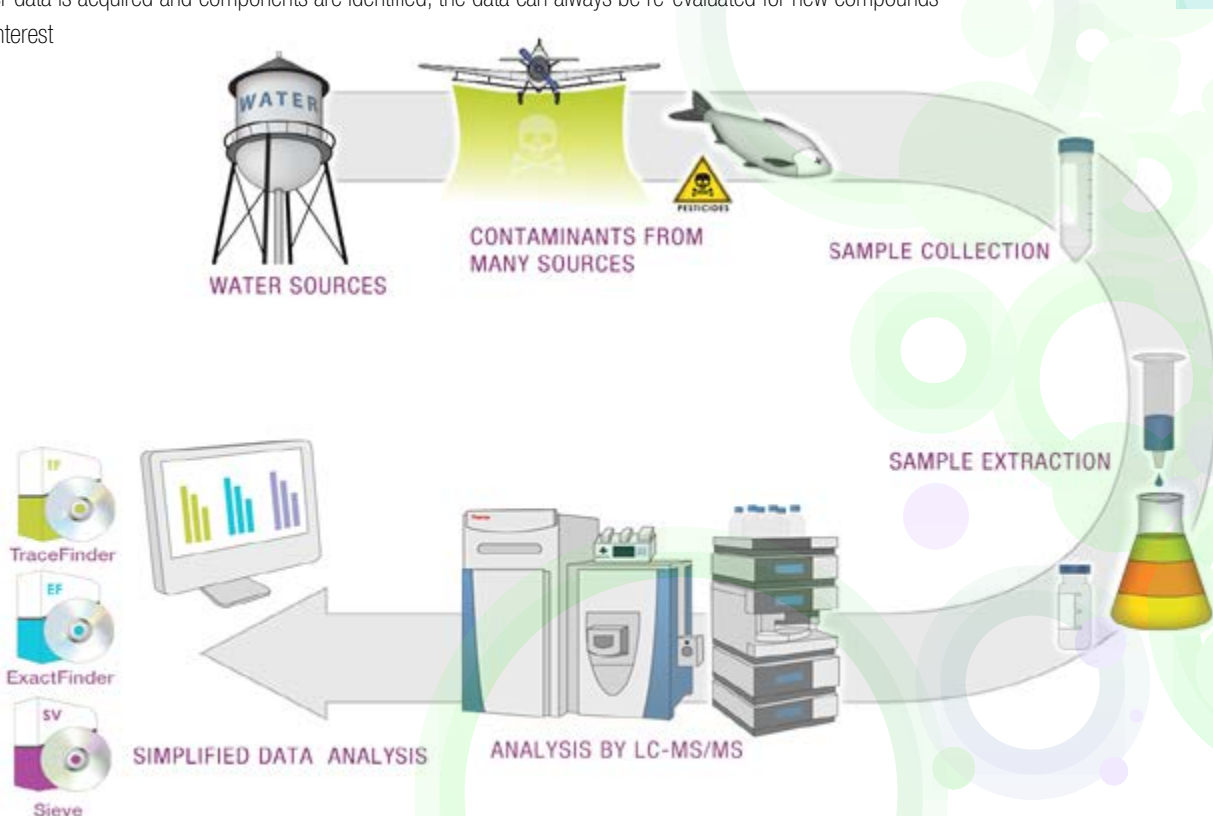 data is acquired and components are identified, the data can always be re-evaluated for new compounds
nterest
WATER
PESTICIDES
CONTAMINANTS FROM
MANY SOURCES
SAMPLE COLLECTION
WATER SOURCES
SAMPLE EXTRACTION
TF
TraceFinder
EF
ExactFinder
SV
SIMPLIFIED DATA ANALYSIS
ANALYSIS BY LC-MS/MS
Sieve